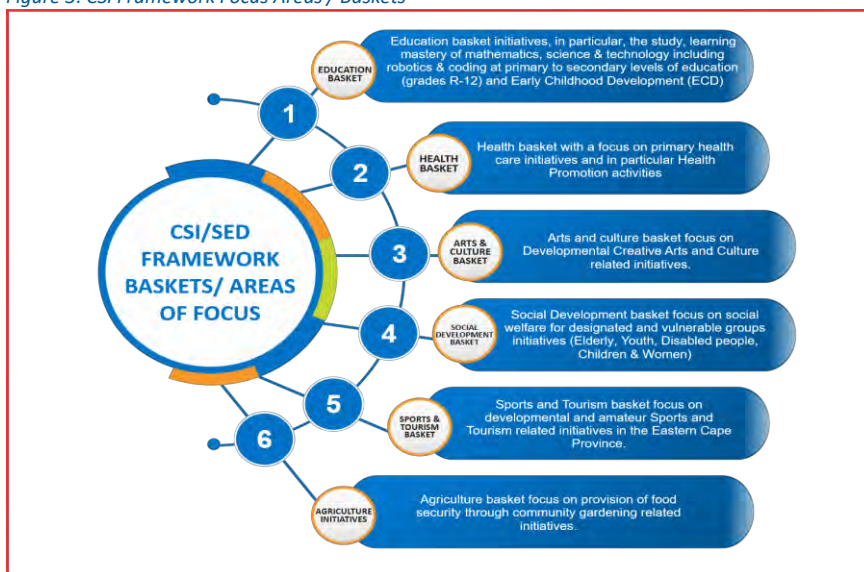 Figure 3: CSI Framework Focus Areas / Baskets
Education basket initiatives, in particular, the study, learning
mastery of mathematics, science & technology including
robotics & coding at primary to secondary levels of education
(grades R-12) and Early Childhood Development (ECD)
EDUCATION
BASKET
1
Health basket with a focus on primary health
care initiatives and in particular Health
Promotion activities
HEALTH
BASKET
2
CSI/SED
FRAMEWORK
BASKETS/ AREAS
OF FOCUS
3
ARTS &
CULTURE
BASKET
Arts and culture basket focus on
Developmental Creative Arts and Culture
related initiatives.
4
SOCIAL
DEVELOPMENT
BASKET
Social Development basket focus on social
welfare for designated and vulnerable groups
initiatives (Elderly, Youth, Disabled people,
Children & Women)
5
SPORTS &
TOURISM
BASKET
Sports and Tourism basket focus on
developmental and amateur Sports and
Tourism related initiatives in the Eastern Cape
Province.
6
AGRICULTURE
INITIATIVES
Agriculture basket focus on provision of food
security through community gardening related
initiatives.